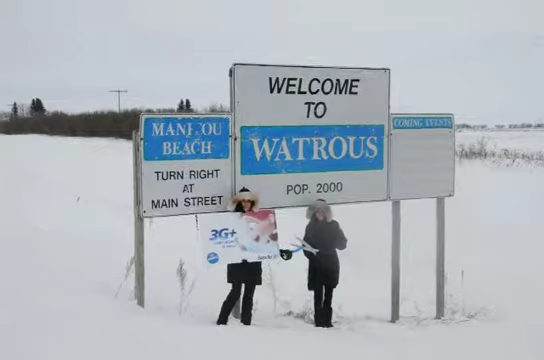 WELCOME
TO
WATROUS
POP. 2000
MANITOU
BEACH
TURN RIGHT
AT
MAIN STREET
COMING EVENTS
3G+